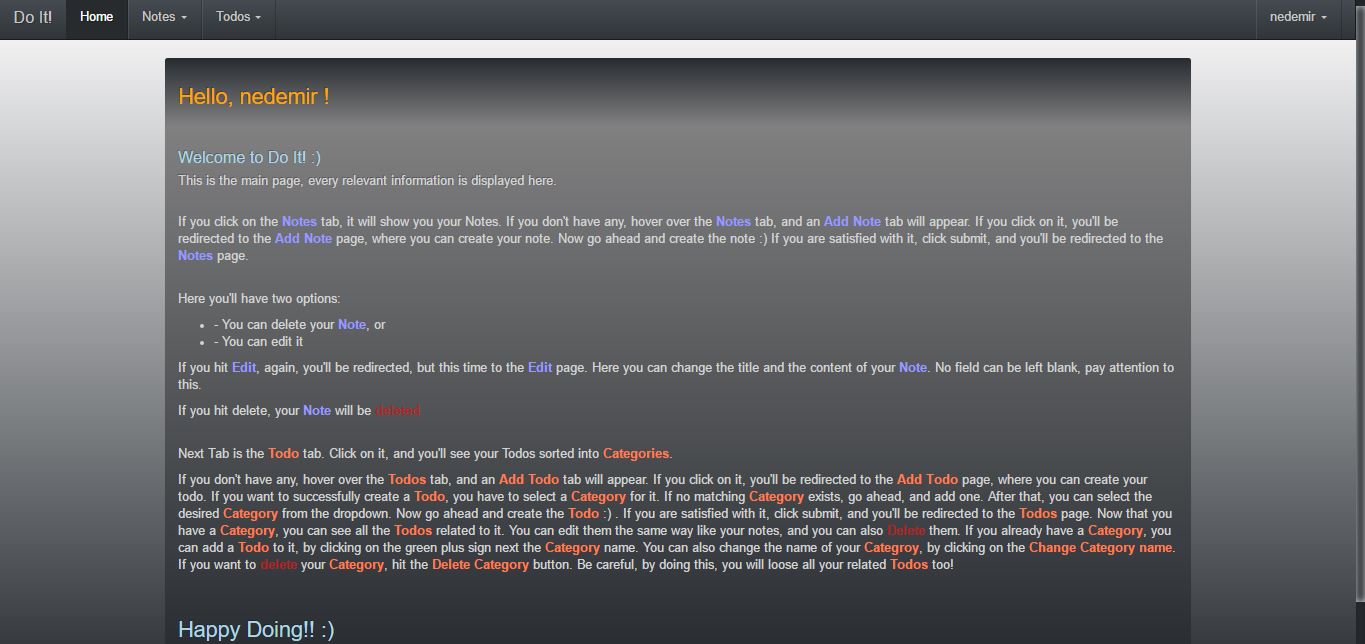 Do It! Home Notes Todos nedemir
Hello, nedemir !
Welcome to Do It! :)
This is the main page, every relevant information is displayed here.
If you click on the Notes tab, it will show you your Notes. If you don't have any, hover over the Notes tab, and an Add Note tab will appear. If you click on it, you'll be
redirected to the Add Note page, where you can create your note. Now go ahead and create the note :) If you are satisfied with it, click submit, and you'll be redirected to the
Notes page.
Here you'll have two options:
- You can delete your Note, or
- You can edit it
If you hit Edit, again, you'll be redirected, but this time to the Edit page. Here you can change the title and the content of your Note. No field can be left blank, pay attention to
this.
If you hit delete, your Note will be deleted
Next Tab is the Todo tab. Click on it, and you'll see your Todos sorted into Categories.
If you don't have any, hover over the Todos tab, and an Add Todo tab will appear. If you click on it, you'll be redirected to the Add Todo page, where you can create your
todo. If you want to successfully create a Todo, you have to select a Category for it. If no matching Category exists, go ahead, and add one. After that, you can select the
desired Category from the dropdown. Now go ahead and create the Todo :) . If you are satisfied with it, click submit, and you'll be redirected to the Todos page. Now that you
have a Category, you can see all the Todos related to it. You can edit them the same way like your notes, and you can also Delete them. If you already have a Category, you
can add a Todo to it, by clicking on the green plus sign next the Category name. You can also change the name of your Categroy, by clicking on the Change Category name.
If you want to delete your Category, hit the Delete Category button. Be careful, by doing this, you will loose all your related Todos too!
Happy Doing!! :)